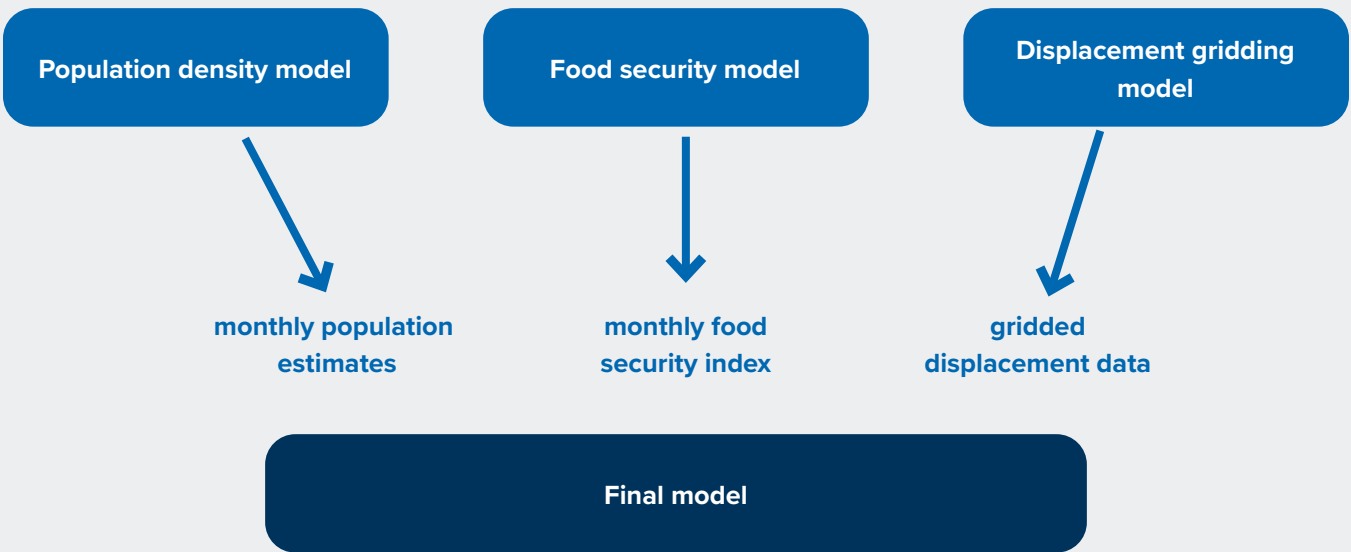 Population density model
Food security model
Displacement gridding
model
monthly population
estimates
monthly food
security index
gridded
displacement data
Final model